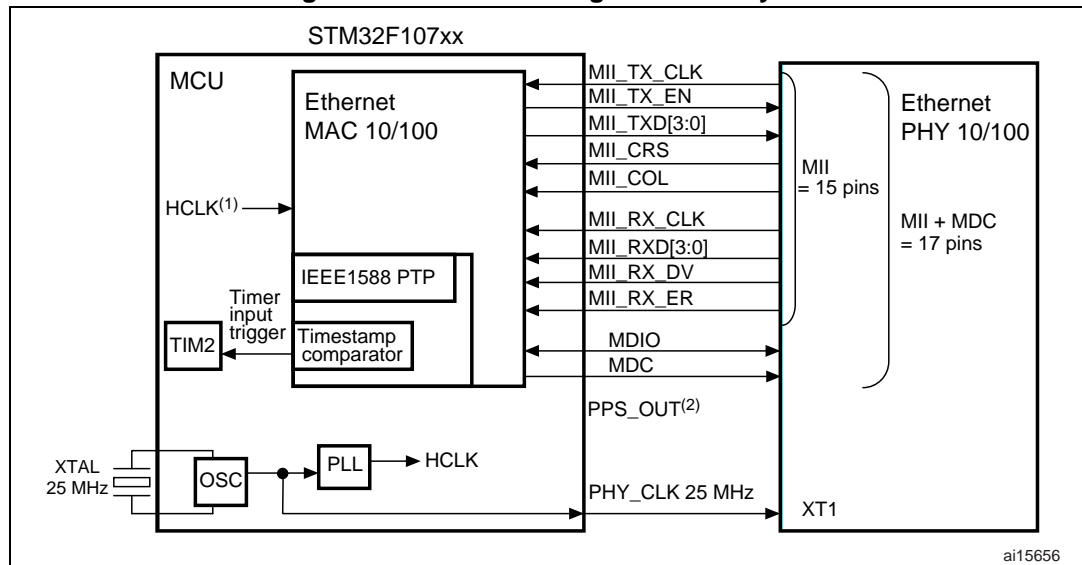 STM32F107xx
MCU
Ethernet
MAC 10/100
HCLK(1)
IEEE1588 PTP
Timer
input
trigger
Timestamp
comparator
TIM2
XTAL
25 MHz
OSC
PLL
HCLK
MII_TX_CLK
MII_TX_EN
MII_TXD[3:0]
MII_CRS
MII_COL
MII_RX_CLK
MII_RXD[3:0]
MII_RX_DV
MII_RX_ER
MDIO
MDC
PPS_OUT(2)
PHY_CLK 25 MHz
MII
= 15 pins
MII + MDC
= 17 pins
Ethernet
PHY 10/100
XT1
ai15656